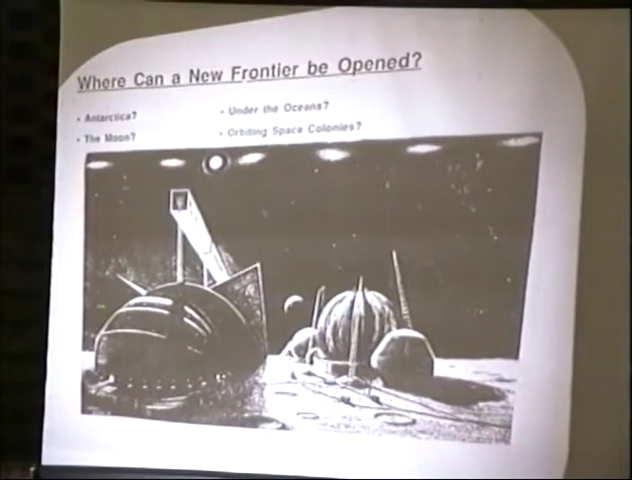 Where Can a New Frontier be Opened?
• Antarctica?
• Under the Oceans?
• The Moon?
• Orbiting Space Colonies?